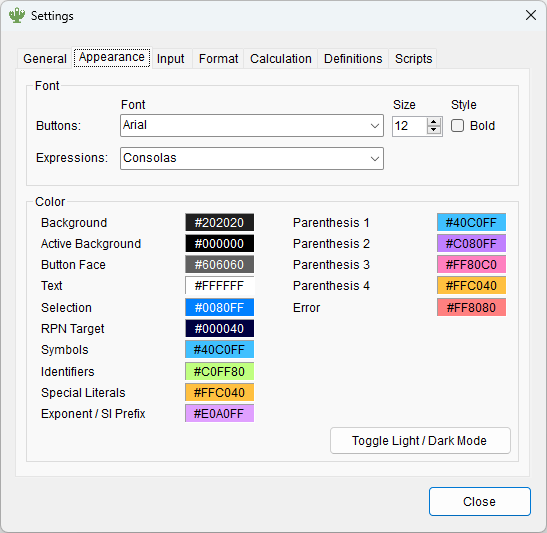 Settings
General Appearance Input Format Calculation Definitions Scripts
Font
Font Size Style
Buttons: Arial 12 Bold
Expressions: Consolas
Color
Background #202020 Parenthesis 1 #40C0FF
Active Background #000000 Parenthesis 2 #C080FF
Button Face #606060 Parenthesis 3 #FF80C0
Text #FFFFFF Parenthesis 4 #FFC040
Selection #0080FF Error #FF8080
RPN Target #000040
Symbols #40C0FF
Identifiers #C0FF80
Special Literals #FFC040
Exponent / SI Prefix #E0A0FF
Toggle Light / Dark Mode
Close